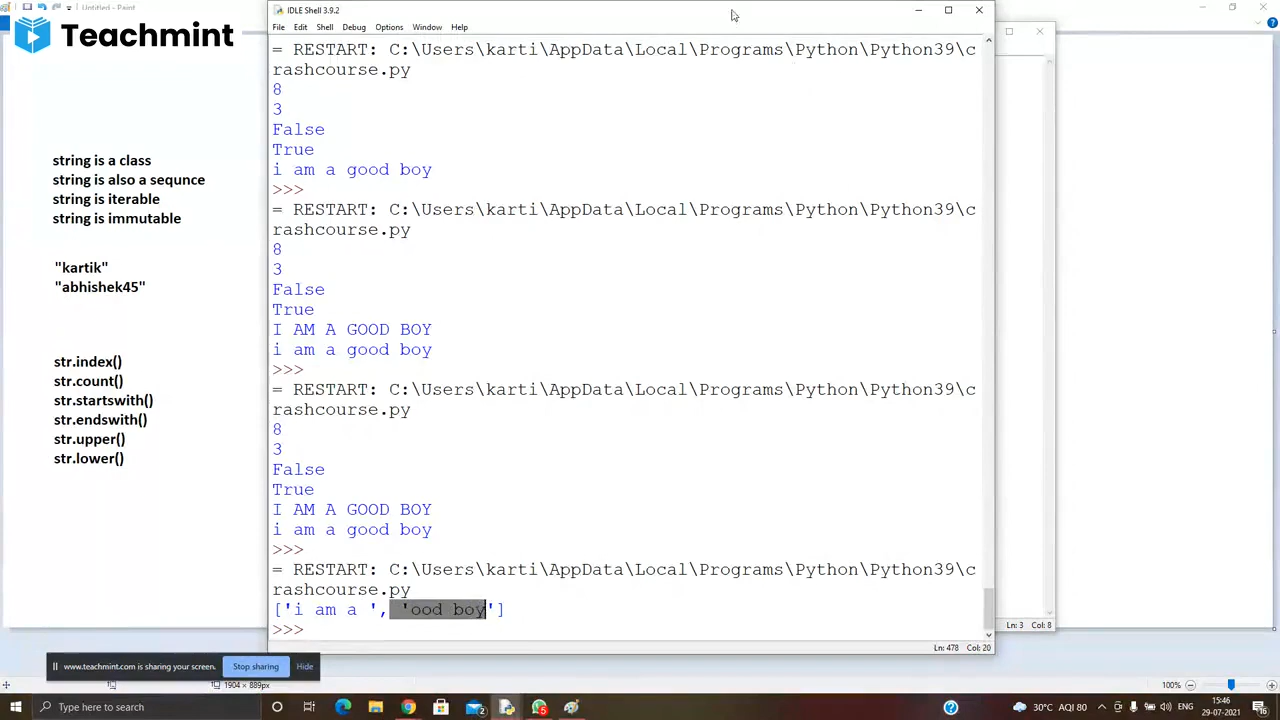 Untitled - Paint
Teachmint
string is a class
string is also a sequnce
string is iterable
string is immutable
"kartik"
"abhishek45"
str.index()
str.count()
str.startswith()
str.endswith()
str.upper()
str.lower()
IDLE Shell 3.9.2
File Edit Shell Debug Options Window Help
= RESTART: C:\Users\karti\AppData\Local\Programs\Python\Python39\c
rashcourse.py
8
3
False
True
i am a good boy
>>>
= RESTART: C:\Users\karti\AppData\Local\Programs\Python\Python39\c
rashcourse.py
8
3
False
True
I AM A GOOD BOY
i am a good boy
>>>
= RESTART: C:\Users\karti\AppData\Local\Programs\Python\Python39\c
rashcourse.py
8
3
False
True
I AM A GOOD BOY
i am a good boy
>>>
= RESTART: C:\Users\karti\AppData\Local\Programs\Python\Python39\c
rashcourse.py
['i am a ', 'ood boy']
>>>
Ln: 478 Col: 20
Ln: 3 Col: 8
www.teachmint.com is sharing your screen. Stop sharing Hide
1904 × 889px
100%
Type here to search
2
5
30°C AQI 80
ENG
15:46
29-07-2021
16